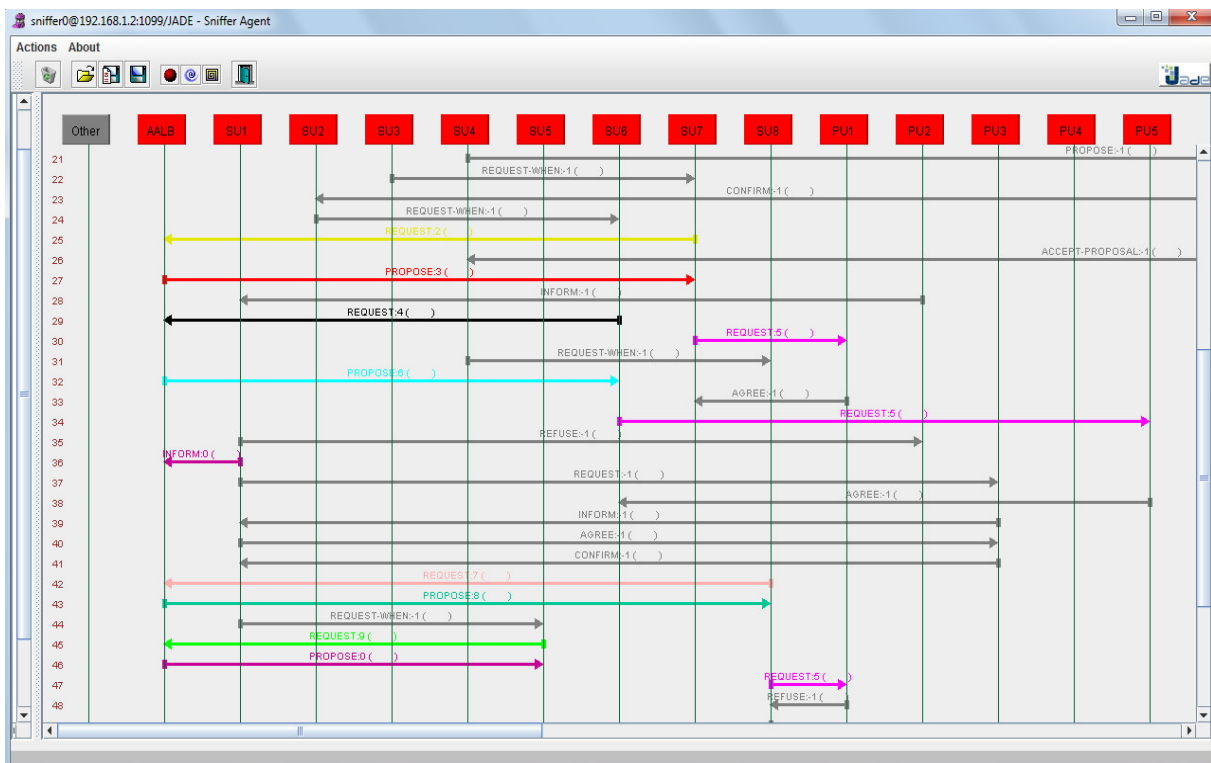 sniffer0@192.168.1.2:1099/JADE - Sniffer Agent
Actions About
Jade
Other AALB SU1 SU2 SU3 SU4 SU5 SU6 SU7 SU8 PU1 PU2 PU3 PU4 PU5
21 PROPOSE:-1 ( )
22 REQUEST-WHEN:-1 ( )
23 CONFIRM:-1 ( )
24 REQUEST-WHEN:-1 ( )
25 REQUEST:2 ( )
26 ACCEPT-PROPOSAL:-1 ( )
27 PROPOSE:3 ( )
28 INFORM:-1 ( )
29 REQUEST:4 ( )
30 REQUEST:5 ( )
31 REQUEST-WHEN:-1 ( )
32 PROPOSE:6 ( )
33 AGREE:-1 ( )
34 REQUEST:5 ( )
35 REFUSE:-1 ( )
36 INFORM:0 ( )
37 REQUEST:-1 ( )
38 AGREE:-1 ( )
39 INFORM:-1 ( )
40 AGREE:-1 ( )
41 CONFIRM:-1 ( )
42 REQUEST:7 ( )
43 PROPOSE:8 ( )
44 REQUEST-WHEN:-1 ( )
45 REQUEST:9 ( )
46 PROPOSE:0 ( )
47 REQUEST:5 ( )
48 REFUSE:-1 ( )